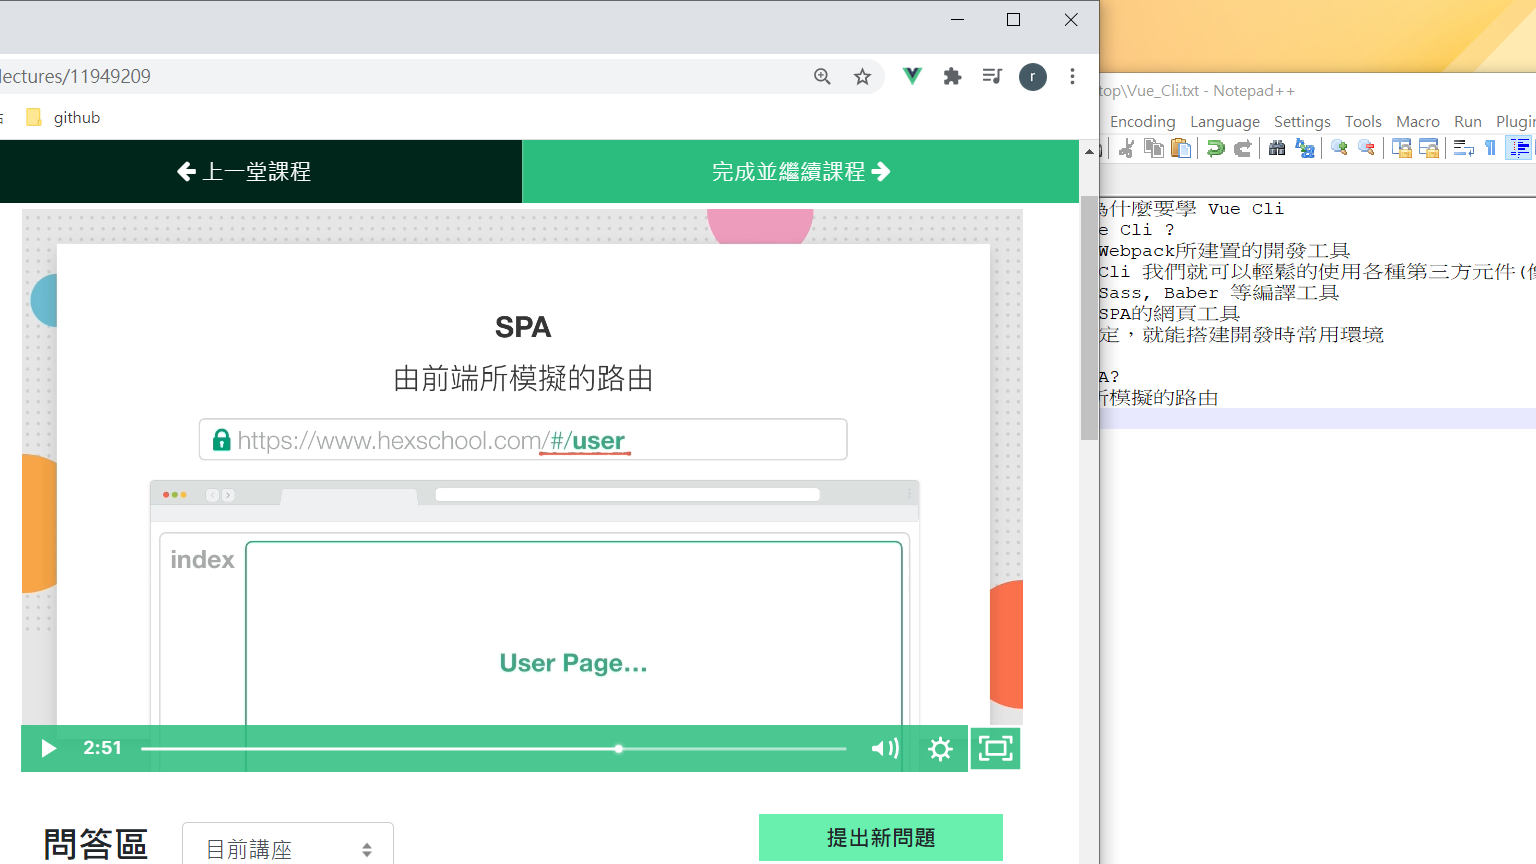 lectures/11949209
r
github
上一堂課程
完成並繼續課程
SPA
由前端所模擬的路由
https://www.hexschool.com/#/user
index
User Page...
2:51
問答區
目前講座
提出新問題
top\Vue_Cli.txt - Notepad++
Encoding Language Settings Tools Macro Run Plugin
為什麼要學 Vue Cli
e Cli ?
Webpack所建置的開發工具
Cli 我們就可以輕鬆的使用各種第三方元件(
Sass, Baber 等編譯工具
SPA的網頁工具
定，就能搭建開發時常用環境
A?
所模擬的路由